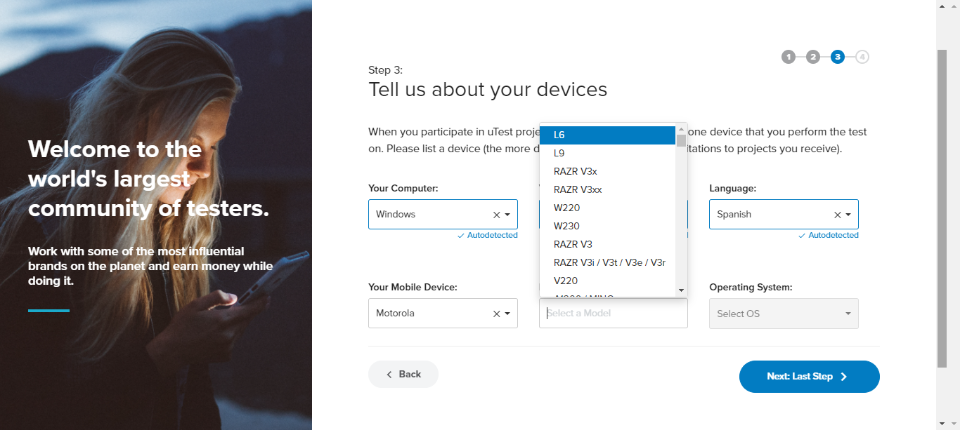 Welcome to the
world's largest
community of testers.
Work with some of the most influential
brands on the planet and earn money while
doing it.
1 2 3 4
Step 3:
Tell us about your devices
When you participate in uTest proje
one device that you perform the test
on. Please list a device (the more d
itations to projects you receive).
Your Computer:
Language:
Windows
Spanish
Autodetected
Autodetected
L6
L9
RAZR V3x
RAZR V3xx
W220
W230
RAZR V3
RAZR V3i / V3t / V3e / V3r
V220
Your Mobile Device:
Operating System:
Motorola
Select a Model
Select OS
Back
Next: Last Step